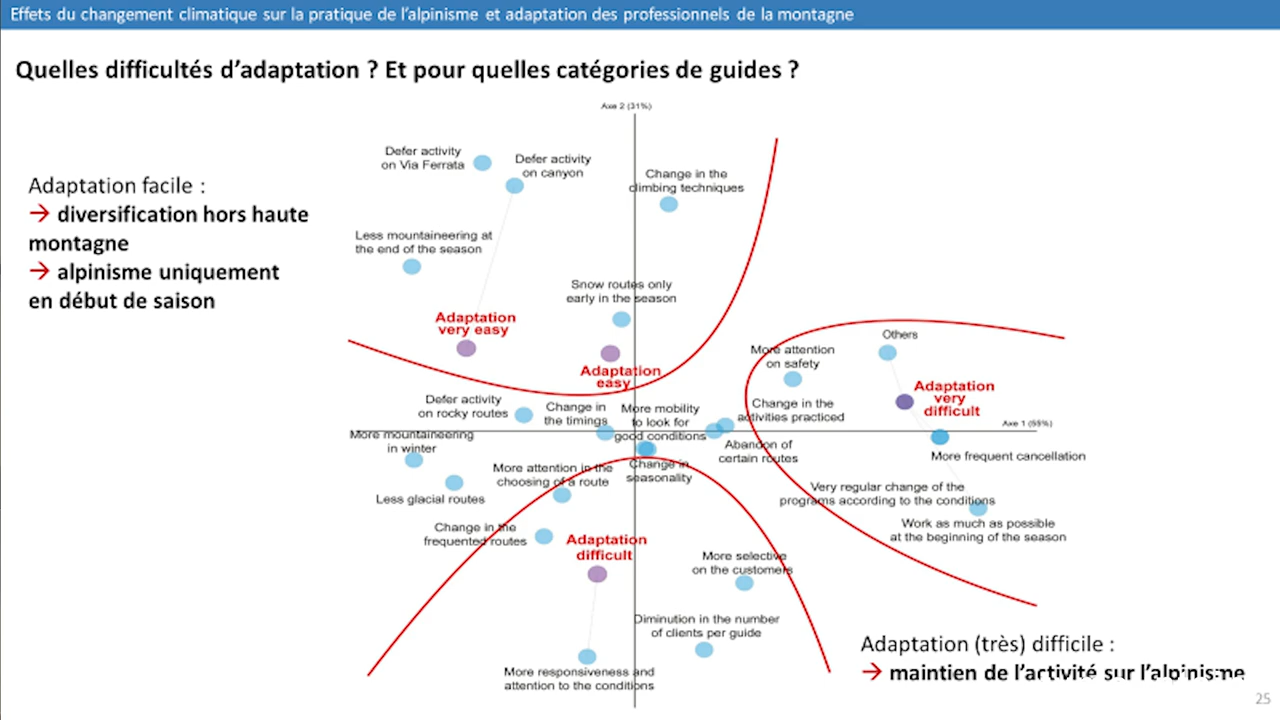 Effets du changement climatique sur la pratique de l'alpinisme et adaptation des professionnels de la montagne
Quelles difficultés d'adaptation ? Et pour quelles catégories de guides ?
Axe 2 (31%)
Adaptation facile :
→ diversification hors haute
montagne
→ alpinisme uniquement
en début de saison
Defer activity
on Via Ferrata
Defer activity
on canyon
Change in the
climbing techniques
Less mountaineering at
the end of the season
Snow routes only
early in the season
Adaptation
very easy
Adaptation
easy
Others
More attention
on safety
Adaptation
very
difficult
Defer activity
on rocky routes
Change in
the timings
More mobility
to look for
good conditions
Change in the
activities practiced
Axe 1 (55%)
More mountaineering
in winter
Abandon of
certain routes
More frequent cancellation
Less glacial routes
More attention in the
choosing of a route
Change in
seasonality
Very regular change of the
programs according to the conditions
Change in the
frequented routes
Adaptation
difficult
Work as much as possible
at the beginning of the season
More selective
on the customers
Diminution in the number
of clients per guide
More responsiveness and
attention to the conditions
Adaptation (très) difficile :
→ maintien de l'activité sur l'alpinisme
25